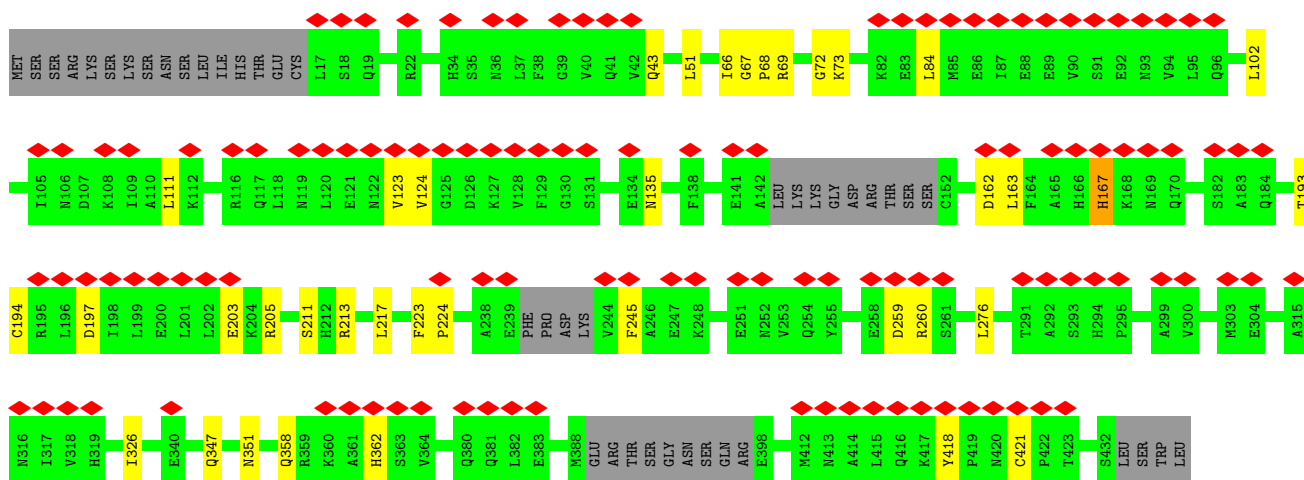 MET SER SER ARG LYS SER LYS SER ASN SER LEU ILE HIS THR GLU CYS L17 S18 Q19 R22 H34 S35 N36 L37 F38 G39 V40 Q41 V42 Q43 L51 I66 G67 P68 R69 G72 K73 K82 E83 L84 M85 E86 I87 E88 E89 V90 S91 E92 N93 V94 L95 Q96 L102
I105 N106 D107 K108 I109 A110 L111 K112 R116 Q117 L118 N119 L120 E121 N122 V123 V124 G125 D126 K127 V128 F129 G130 S131 E134 N135 F138 E141 A142 LEU LYS LYS GLY ASP ARG THR SER SER C152 D162 L163 F164 A165 H166 H167 K168 N169 Q170 S182 A183 Q184 T193
C194 R195 L196 D197 I198 L199 E200 L201 L202 E203 K204 R205 S211 H212 R213 L217 F223 P224 A238 E239 PHE PRO ASP LYS V244 F245 A246 E247 K248 E251 N252 V253 Q254 Y255 E258 D259 R260 S261 L276 T291 A292 S293 H294 P295 A299 V300 M303 E304 A315
N316 I317 V318 H319 I326 E340 Q347 N351 Q358 R359 K360 A361 H362 S363 V364 Q380 Q381 L382 E383 M388 GLU ARG THR SER GLY ASN SER GLN ARG E398 M412 N413 A414 L415 Q416 K417 Y418 P419 N420 C421 P422 T423 S432 LEU SER TRP LEU